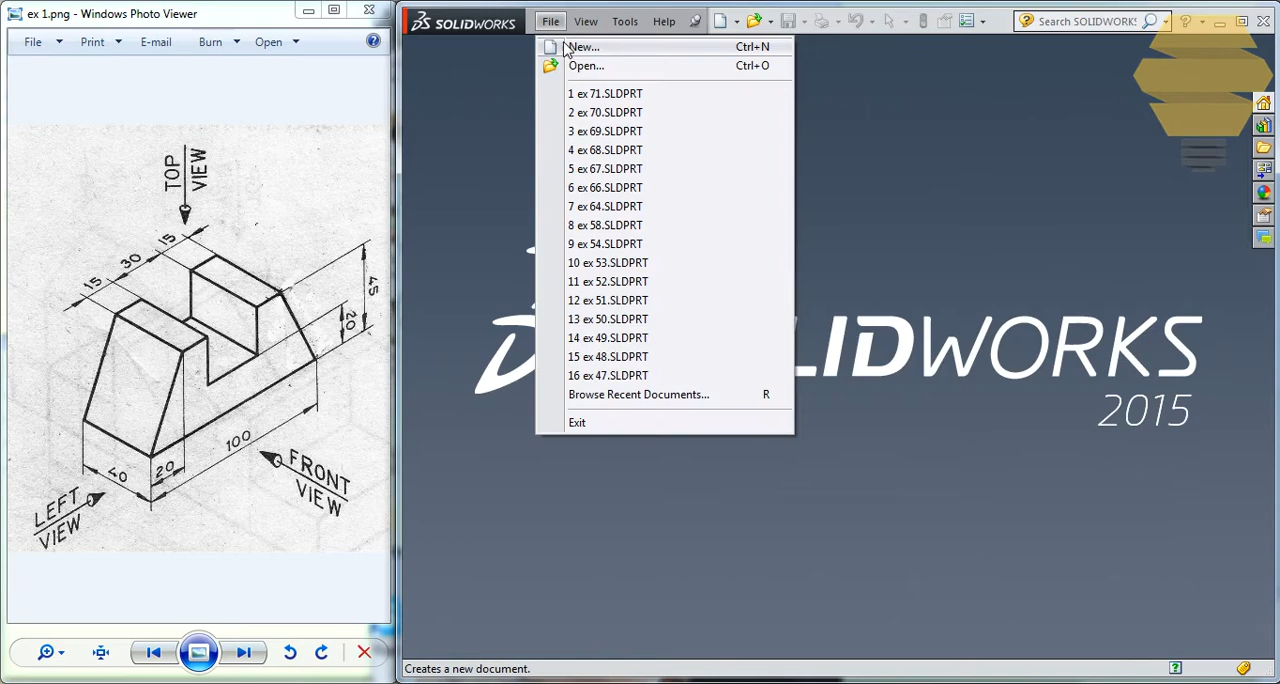 ex 1.png - Windows Photo Viewer
File Print E-mail Burn Open
TOP
VIEW
15
30
15
45
20
100
20
40
FRONT
VIEW
LEFT
VIEW
SOLIDWORKS
File View Tools Help
Search SOLIDWORKS
New... Ctrl+N
Open... Ctrl+O
1 ex 71.SLDPRT
2 ex 70.SLDPRT
3 ex 69.SLDPRT
4 ex 68.SLDPRT
5 ex 67.SLDPRT
6 ex 66.SLDPRT
7 ex 64.SLDPRT
8 ex 58.SLDPRT
9 ex 54.SLDPRT
10 ex 53.SLDPRT
11 ex 52.SLDPRT
12 ex 51.SLDPRT
13 ex 50.SLDPRT
14 ex 49.SLDPRT
15 ex 48.SLDPRT
16 ex 47.SLDPRT
Browse Recent Documents... R
Exit
LIDWORKS
2015
Creates a new document.